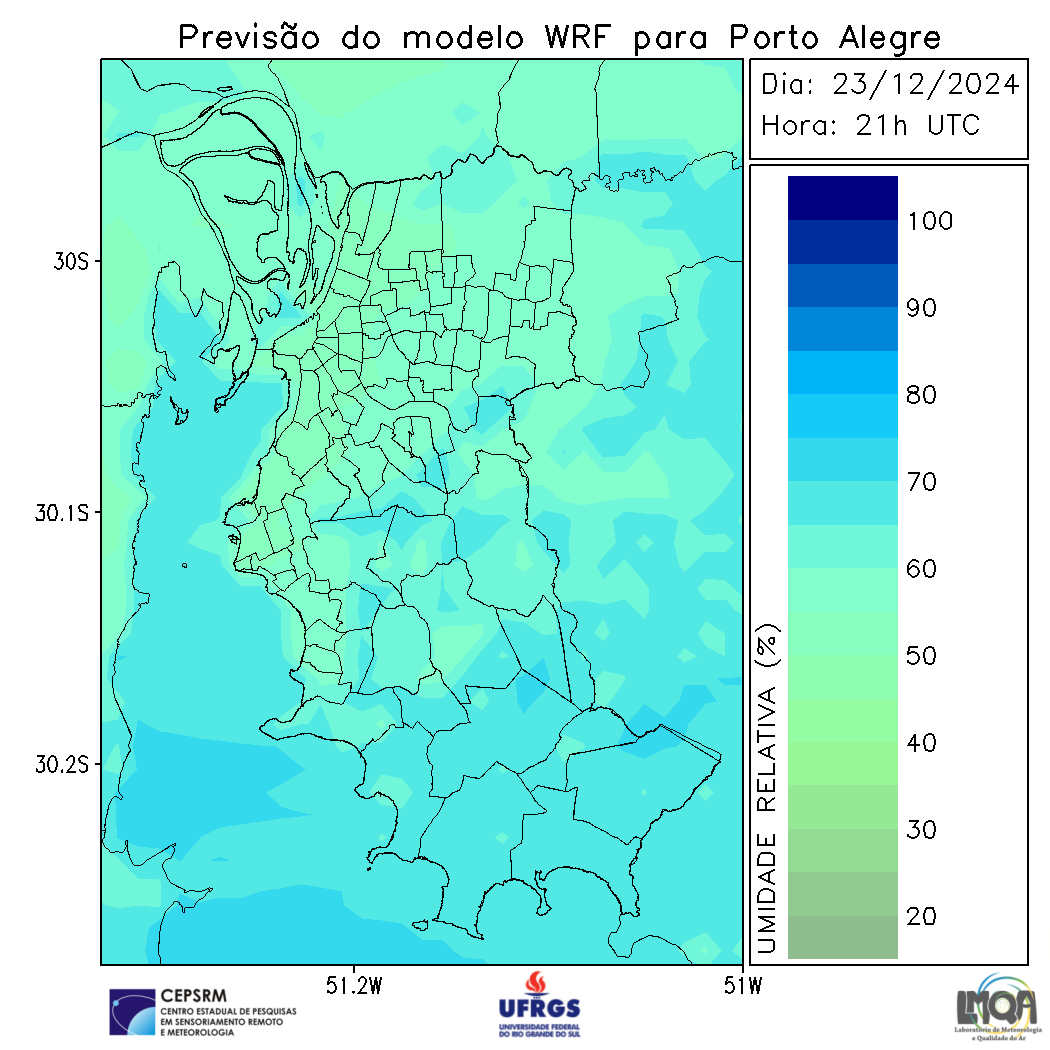 Previsão do modelo WRF para Porto Alegre
Dia: 23/12/2024
Hora: 21h UTC
30S
30.1S
30.2S
51.2W
51W
100
90
80
70
60
50
40
30
20
UMIDADE RELATIVA (%)
CEPSRM
CENTRO ESTADUAL DE PESQUISAS
EM SENSORIAMENTO REMOTO
E METEOROLOGIA
UFRGS
UNIVERSIDADE FEDERAL
DO RIO GRANDE DO SUL
LMQA
Laboratório de Meteorologia
e Qualidade do Ar